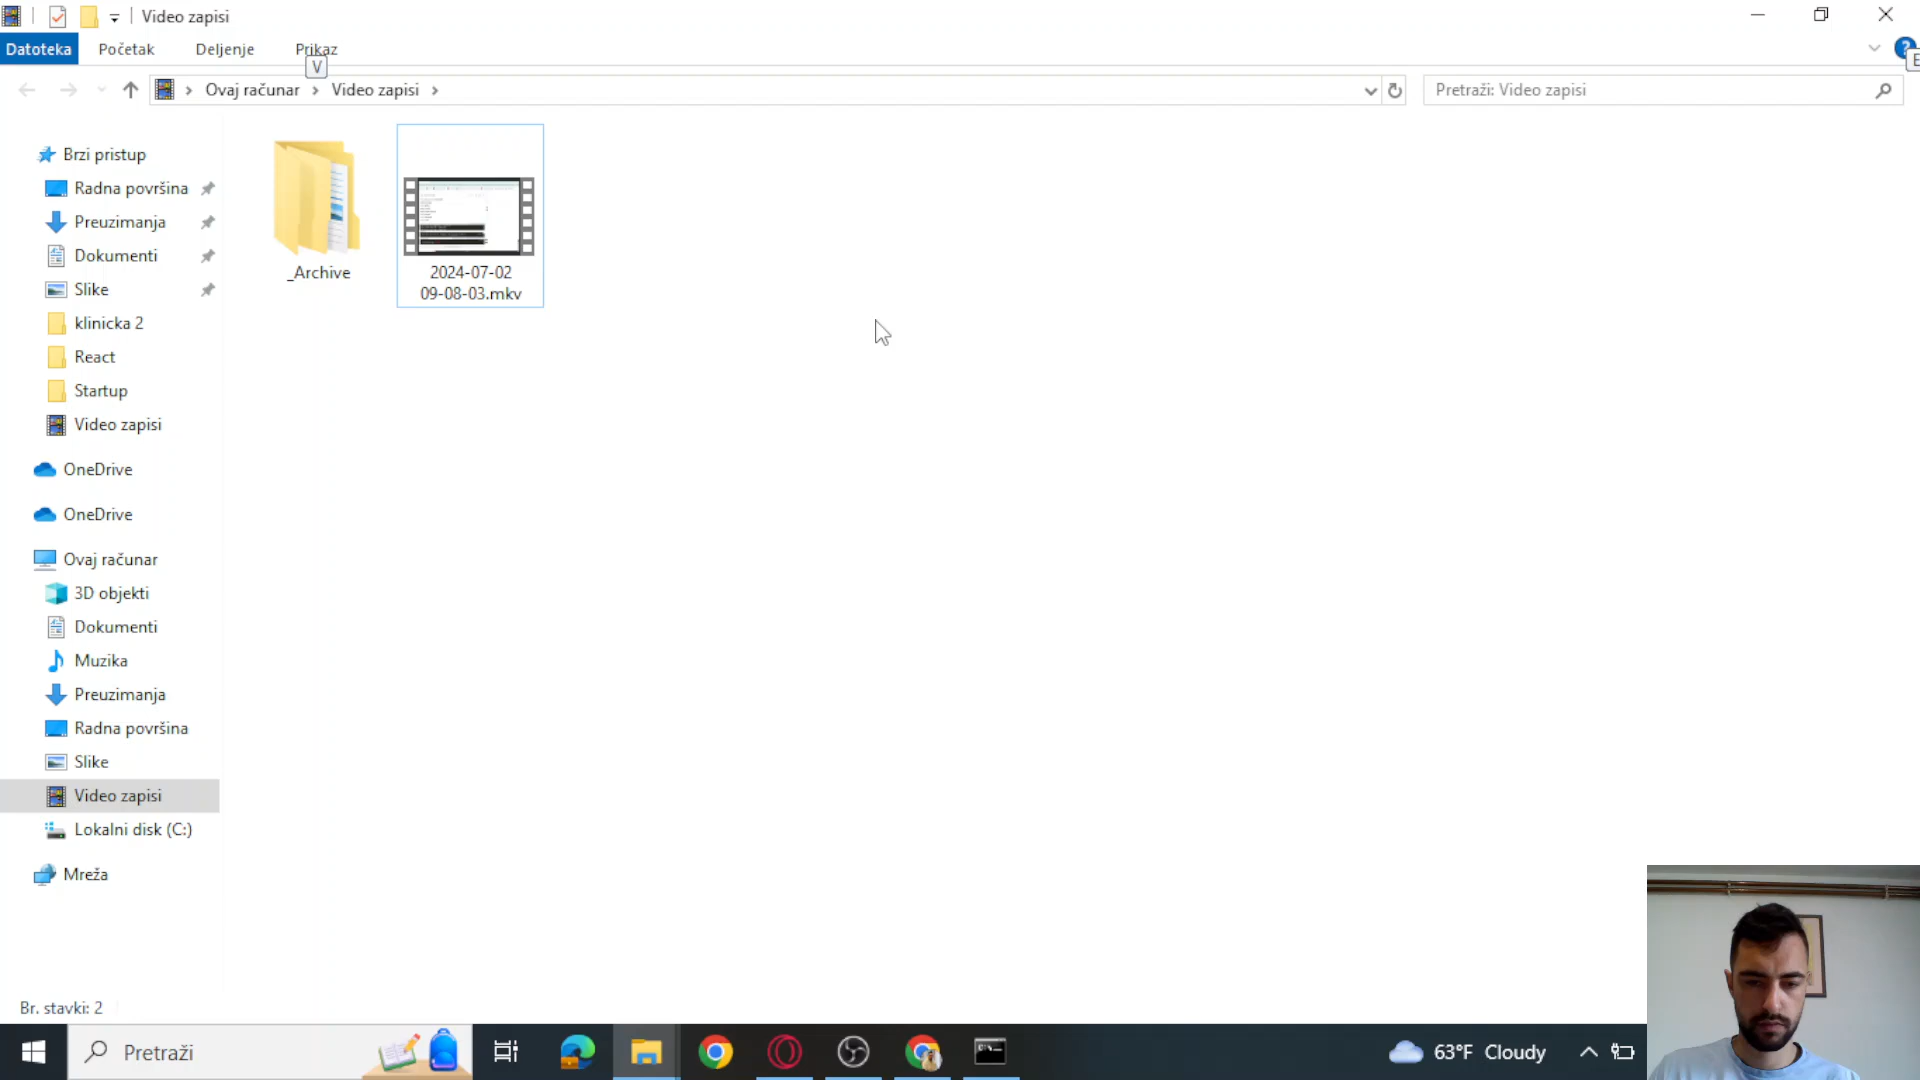 Video zapisi
Datoteka
Početak
Deljenje
Prikaz
V
E
Ovaj računar
Video zapisi
Pretraži: Video zapisi
Brzi pristup
Radna površina
Preuzimanja
Dokumenti
Slike
klinicka 2
React
Startup
Video zapisi
OneDrive
OneDrive
Ovaj računar
3D objekti
Dokumenti
Muzika
Preuzimanja
Radna površina
Slike
Video zapisi
Lokalni disk (C:)
Mreža
_Archive
2024-07-02
09-08-03.mkv
Br. stavki: 2
Pretraži
63°F Cloudy